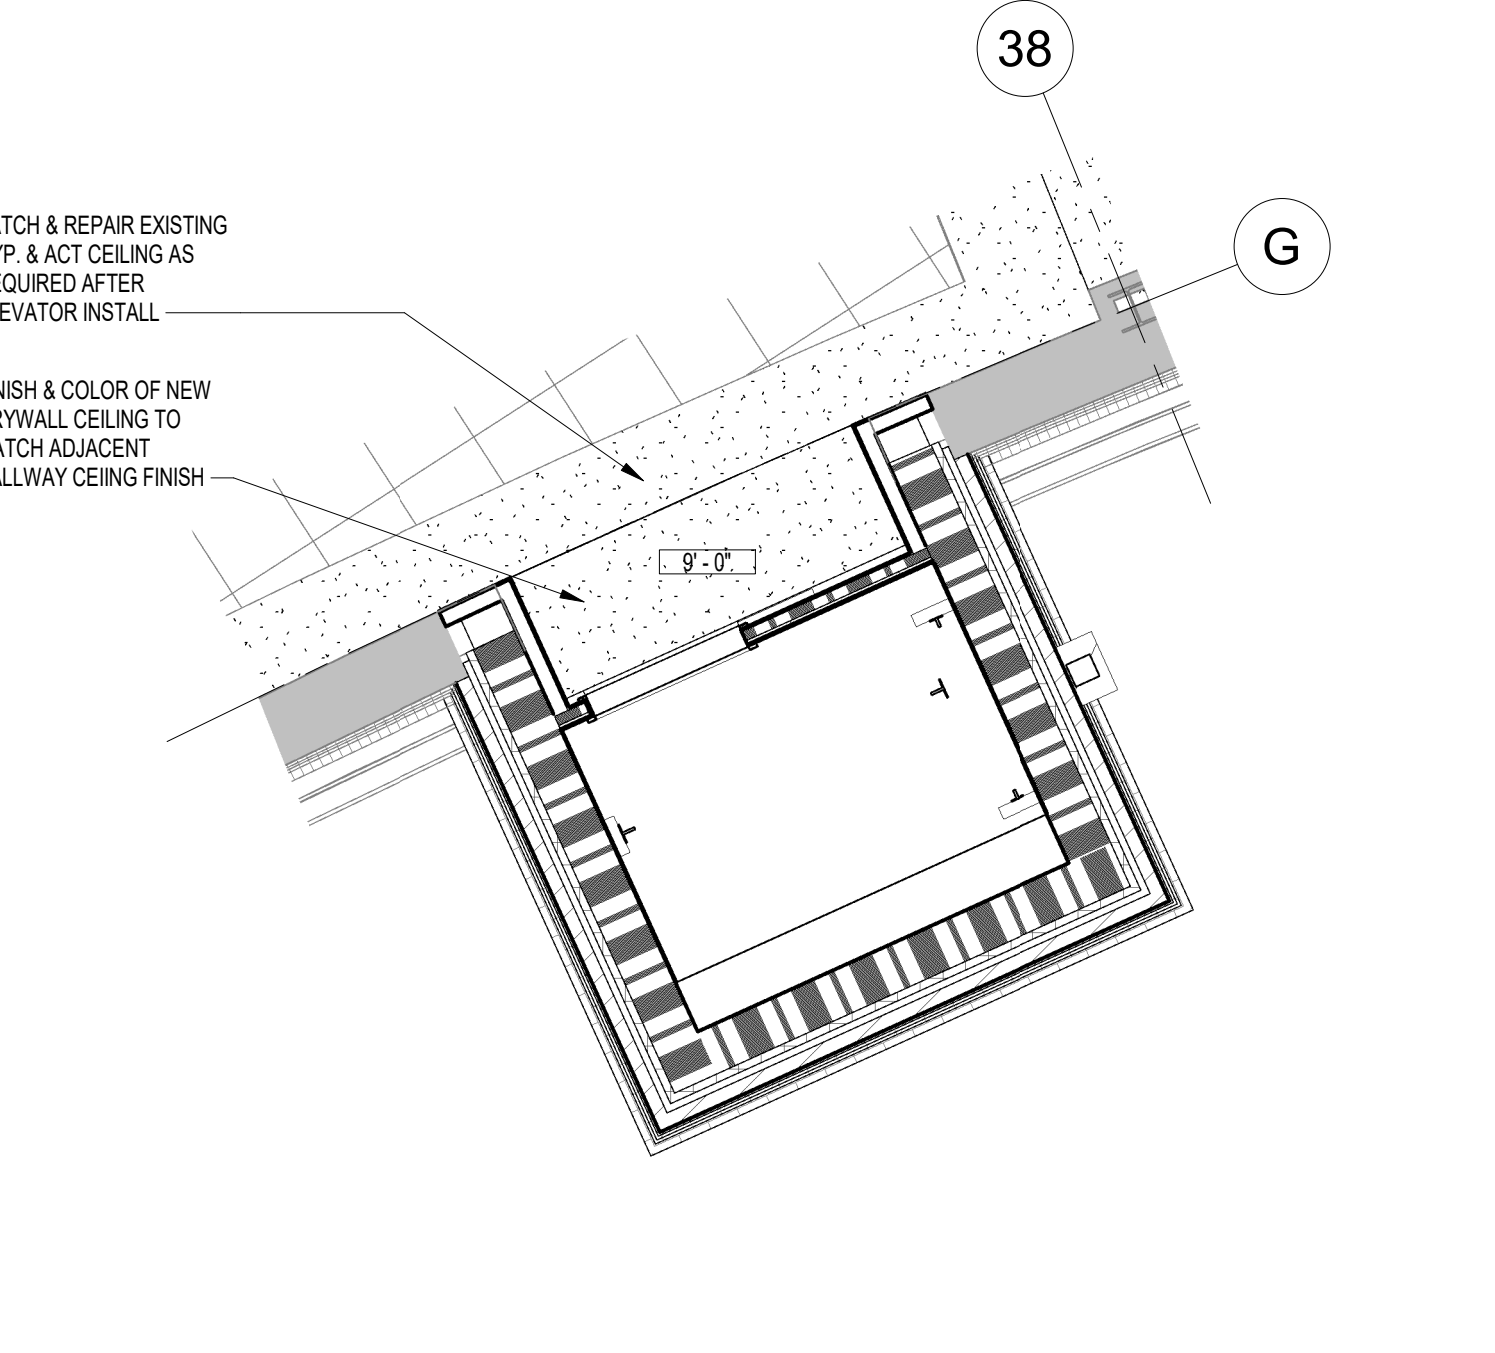 38
G
ATCH & REPAIR EXISTING
YP. & ACT CEILING AS
EQUIRED AFTER
LEVATOR INSTALL
NISH & COLOR OF NEW
RYWALL CEILING TO
ATCH ADJACENT
ALLWAY CEIING FINISH
9' - 0"